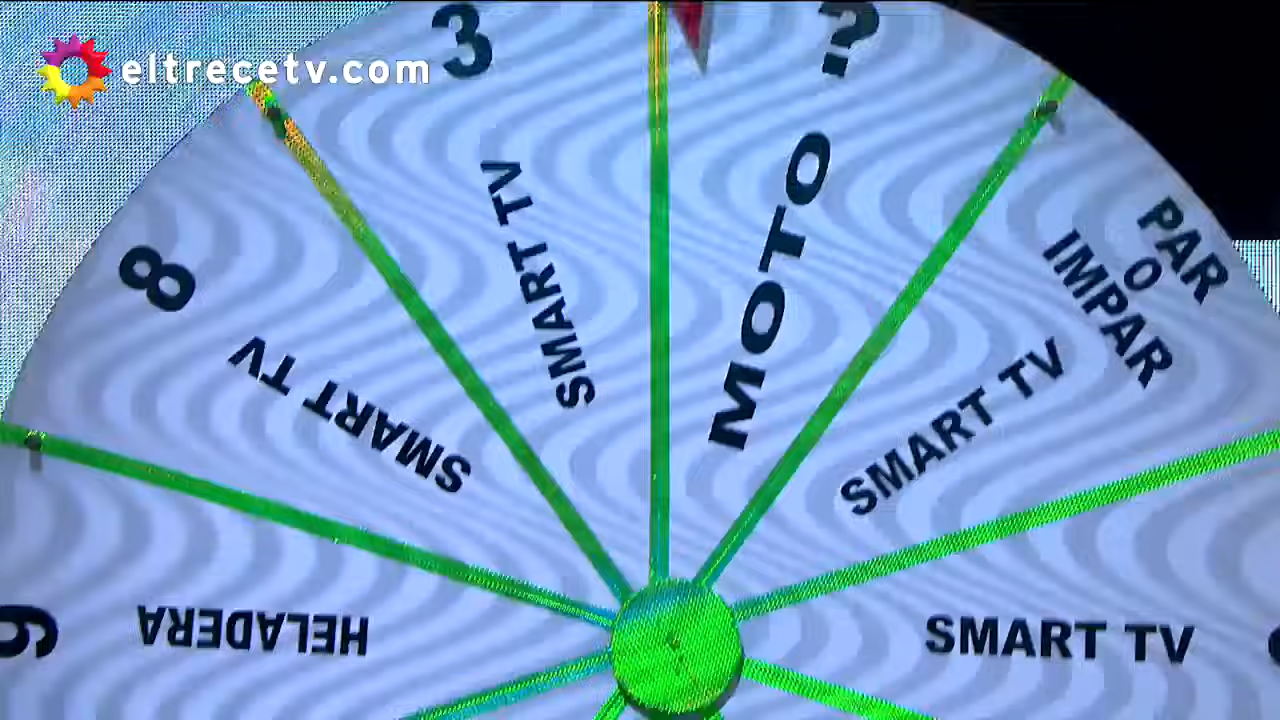 eltrecetv.com
3
SMART TV
8
SMART TV
HELADERA
¿?
MOTO
PAR
O
IMPAR
SMART TV
SMART TV